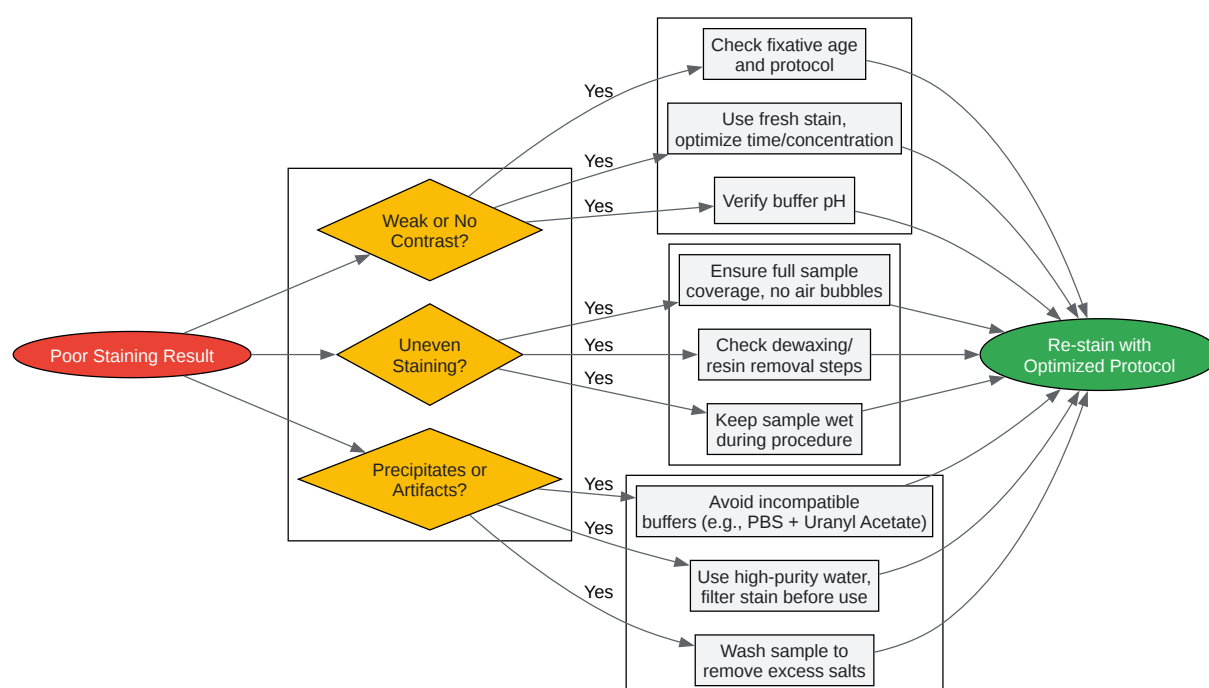 Poor Staining Result
Weak or No
Contrast?
Uneven
Staining?
Precipitates or
Artifacts?
Yes
Yes
Yes
Yes
Yes
Yes
Yes
Yes
Yes
Check fixative age
and protocol
Use fresh stain,
optimize time/concentration
Verify buffer pH
Ensure full sample
coverage, no air bubbles
Check dewaxing/
resin removal steps
Keep sample wet
during procedure
Avoid incompatible
buffers (e.g., PBS + Uranyl Acetate)
Use high-purity water,
filter stain before use
Wash sample to
remove excess salts
Re-stain with
Optimized Protocol